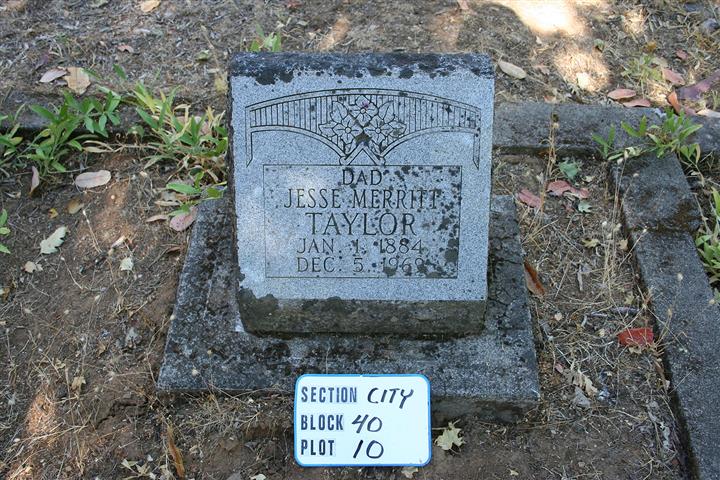 DAD
JESSE MERRITT
TAYLOR
JAN. 1. 1884
DEC. 5. 1969
SECTION CITY
BLOCK 40
PLOT 10